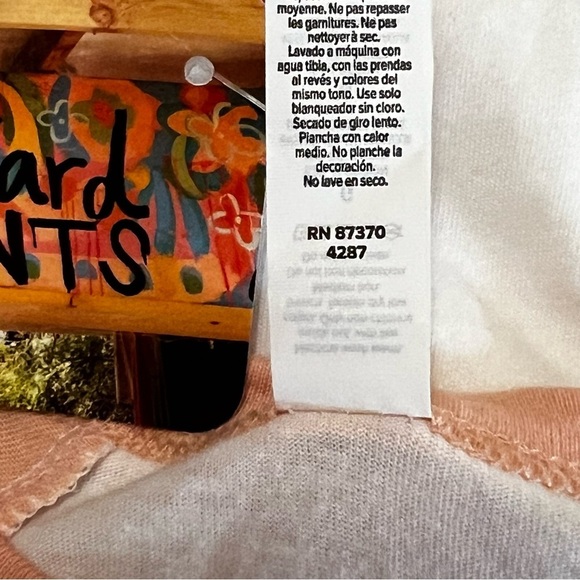 moyenne. Ne pas repasser
les garnitures. Ne pas
nettoyer à sec.
Lavado a máquina con
agua tibia, con las prendas
al revés y colores del
mismo tono. Use solo
blanqueador sin cloro.
Secado de giro lento.
Plancha con calor
medio. No planche la
decoración.
No lave en seco.
RN 87370
4287
ard
NTS